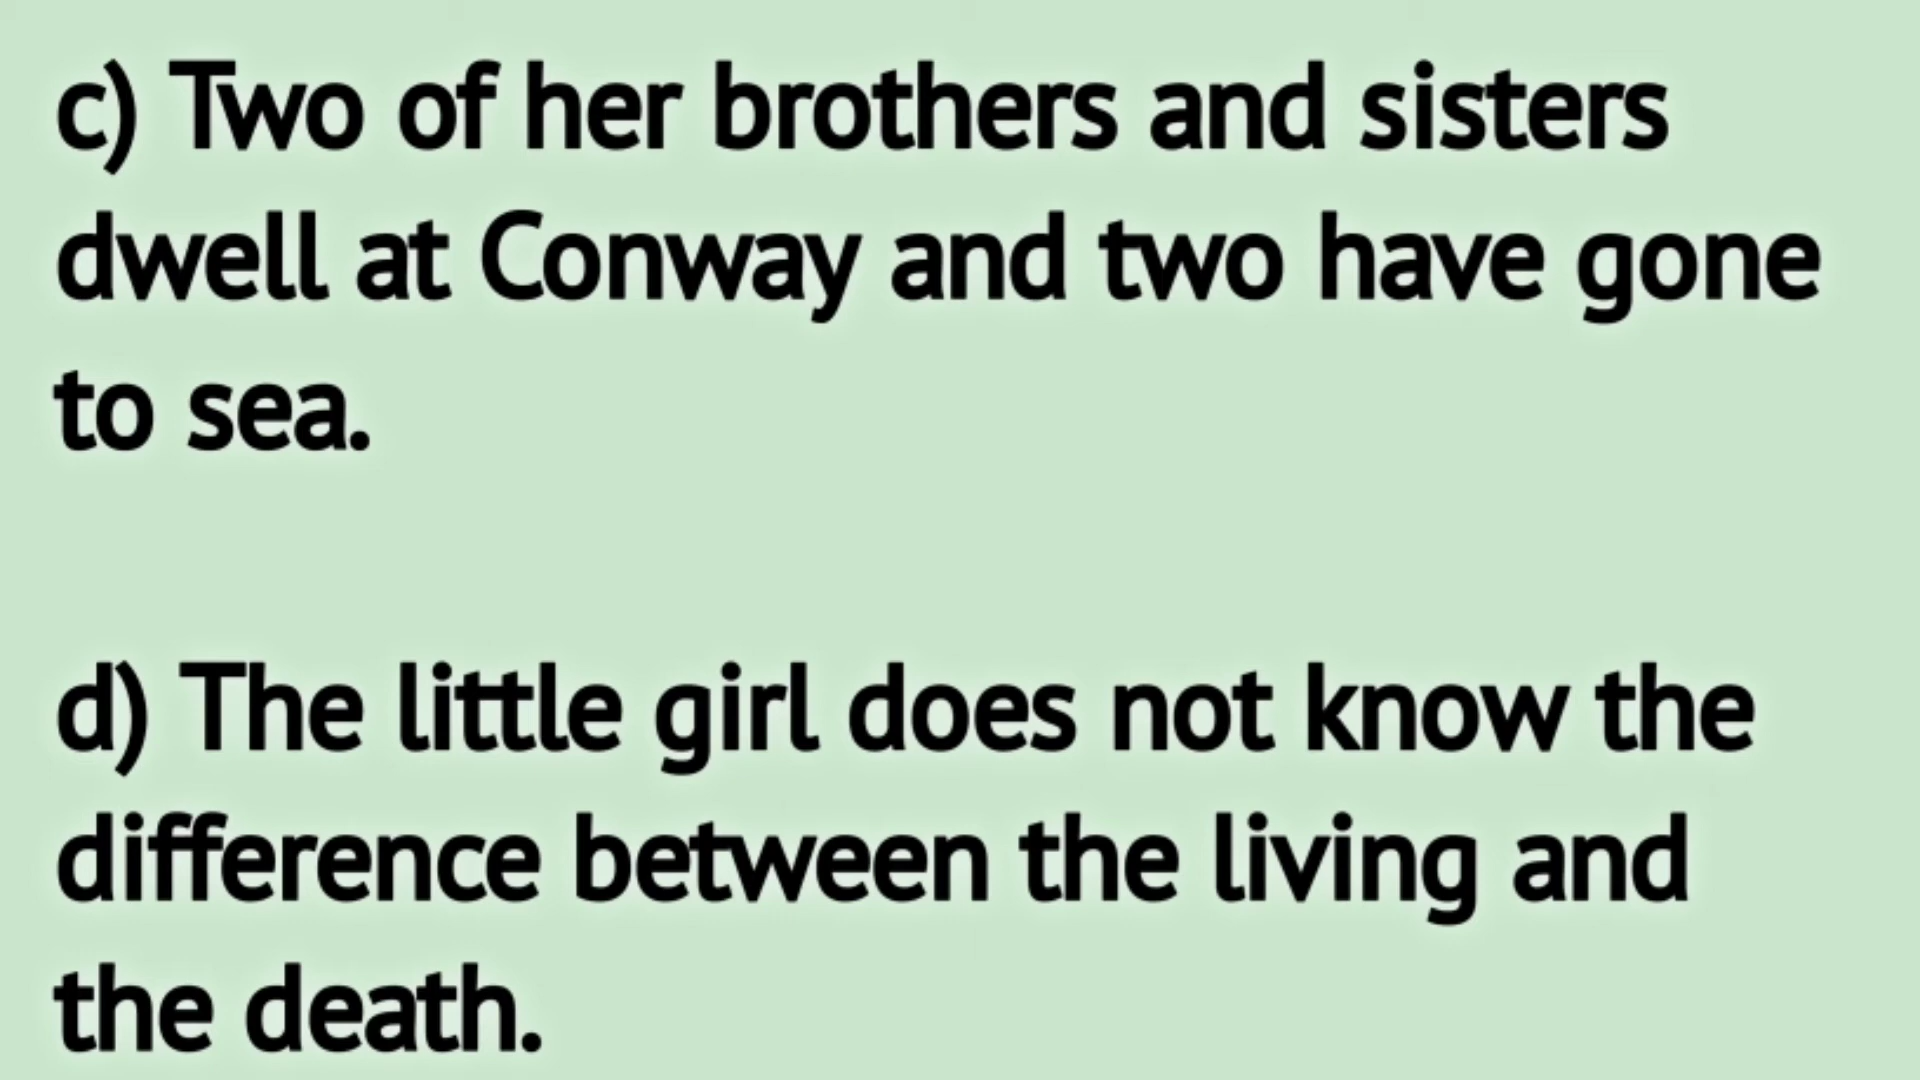 c) Two of her brothers and sisters
dwell at Conway and two have gone
to sea.
d) The little girl does not know the
difference between the living and
the death.